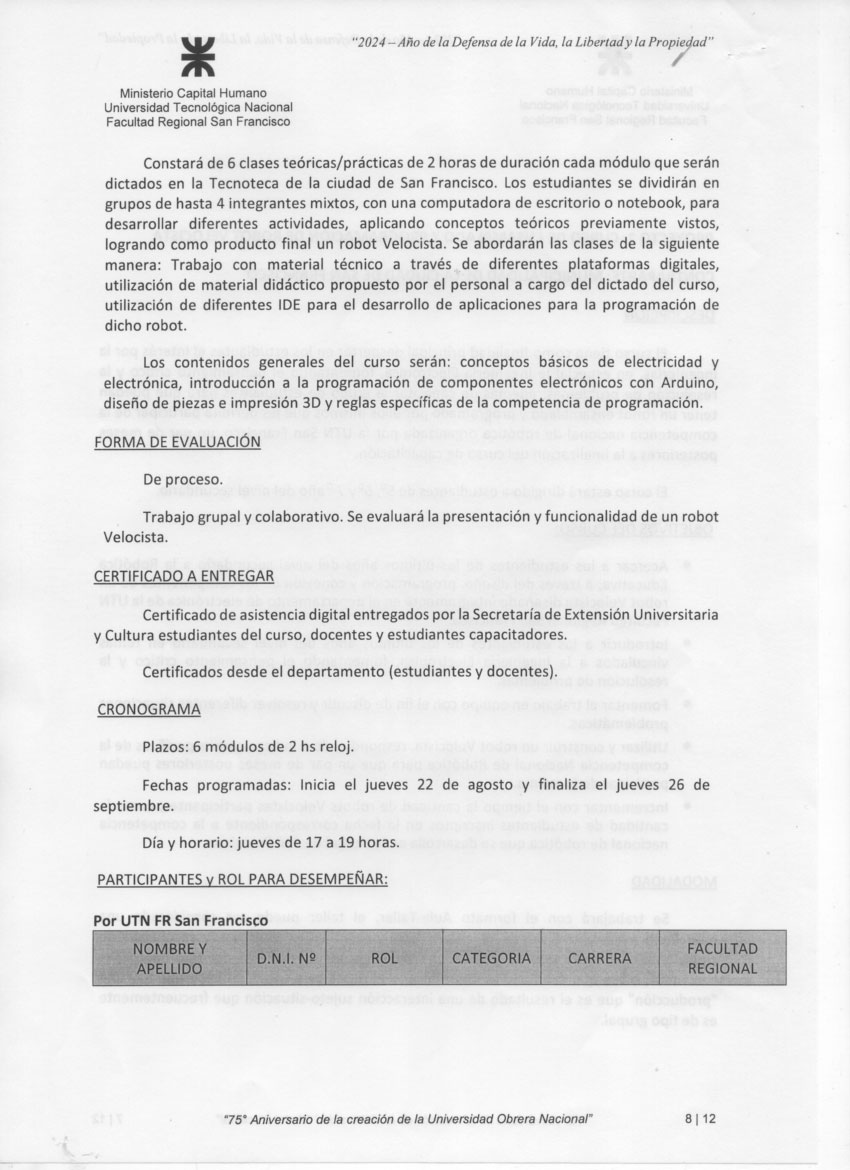 "2024 – Año de la Defensa de la Vida, la Libertad y la Propiedad"
Ministerio Capital Humano
Universidad Tecnológica Nacional
Facultad Regional San Francisco
Constará de 6 clases teóricas/prácticas de 2 horas de duración cada módulo que serán
dictados en la Tecnoteca de la ciudad de San Francisco. Los estudiantes se dividirán en
grupos de hasta 4 integrantes mixtos, con una computadora de escritorio o notebook, para
desarrollar diferentes actividades, aplicando conceptos teóricos previamente vistos,
logrando como producto final un robot Velocista. Se abordarán las clases de la siguiente
manera: Trabajo con material técnico a través de diferentes plataformas digitales,
utilización de material didáctico propuesto por el personal a cargo del dictado del curso,
utilización de diferentes IDE para el desarrollo de aplicaciones para la programación de
dicho robot.
Los contenidos generales del curso serán: conceptos básicos de electricidad y
electrónica, introducción a la programación de componentes electrónicos con Arduino,
diseño de piezas e impresión 3D y reglas específicas de la competencia de programación.
FORMA DE EVALUACIÓN
De proceso.
Trabajo grupal y colaborativo. Se evaluará la presentación y funcionalidad de un robot
Velocista.
CERTIFICADO A ENTREGAR
Certificado de asistencia digital entregados por la Secretaría de Extensión Universitaria
y Cultura estudiantes del curso, docentes y estudiantes capacitadores.
Certificados desde el departamento (estudiantes y docentes).
CRONOGRAMA
Plazos: 6 módulos de 2 hs reloj.
Fechas programadas: Inicia el jueves 22 de agosto y finaliza el jueves 26 de
septiembre.
Día y horario: jueves de 17 a 19 horas.
PARTICIPANTES y ROL PARA DESEMPEÑAR:
Por UTN FR San Francisco
NOMBRE Y APELLIDO D.N.I. Nº ROL CATEGORIA CARRERA FACULTAD REGIONAL
"75° Aniversario de la creación de la Universidad Obrera Nacional" 8 | 12